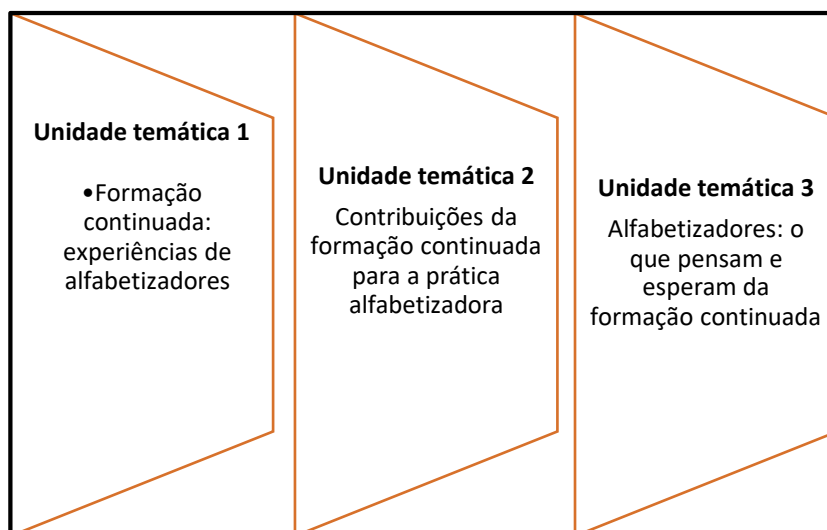 Unidade temática 1
•Formação
continuada:
experiências de
alfabetizadores
Unidade temática 2
Contribuições da
formação continuada
para a prática
alfabetizadora
Unidade temática 3
Alfabetizadores: o
que pensam e
esperam da
formação continuada